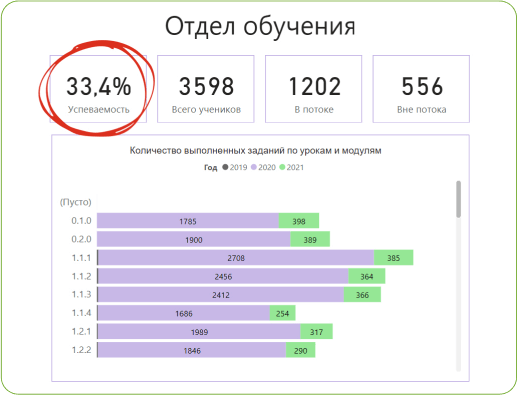 Отдел обучения
33,4% 3598 1202 556
Успеваемость Всего учеников В потоке Вне потока
Количество выполненных заданий по урокам и модулям
Год 2019 2020 2021
(Пусто)
0.1.0 1785 398
0.2.0 1900 389
1.1.1 2708 385
1.1.2 2456 364
1.1.3 2412 366
1.1.4 1686 254
1.2.1 1989 317
1.2.2 1846 290